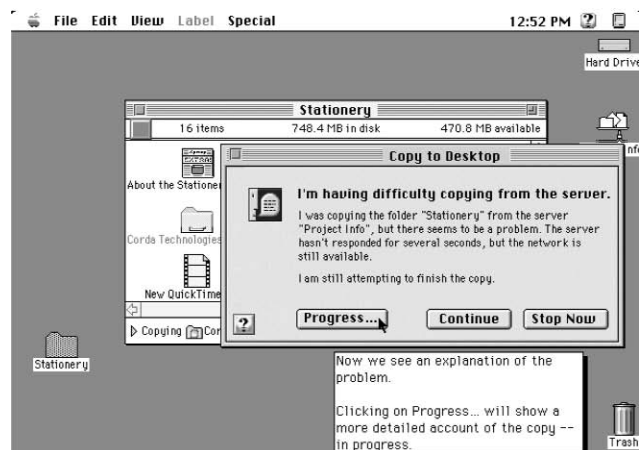 File Edit View Label Special 12:52 PM
Hard Drive
Stationery
16 items 748.4 MB in disk 470.8 MB available
About the Statione
Corda Technologies
New QuickTime
Copying Cor
Copy to Desktop
I'm having difficulty copying from the server.
I was copying the folder "Stationery" from the server
"Project Info", but there seems to be a problem. The server
hasn't responded for several seconds, but the network is
still available.
I am still attempting to finish the copy.
? Progress... Continue Stop Now
Stationery
Now we see an explanation of the
problem.
Clicking on Progress... will show a
more detailed account of the copy --
in progress.
Trash